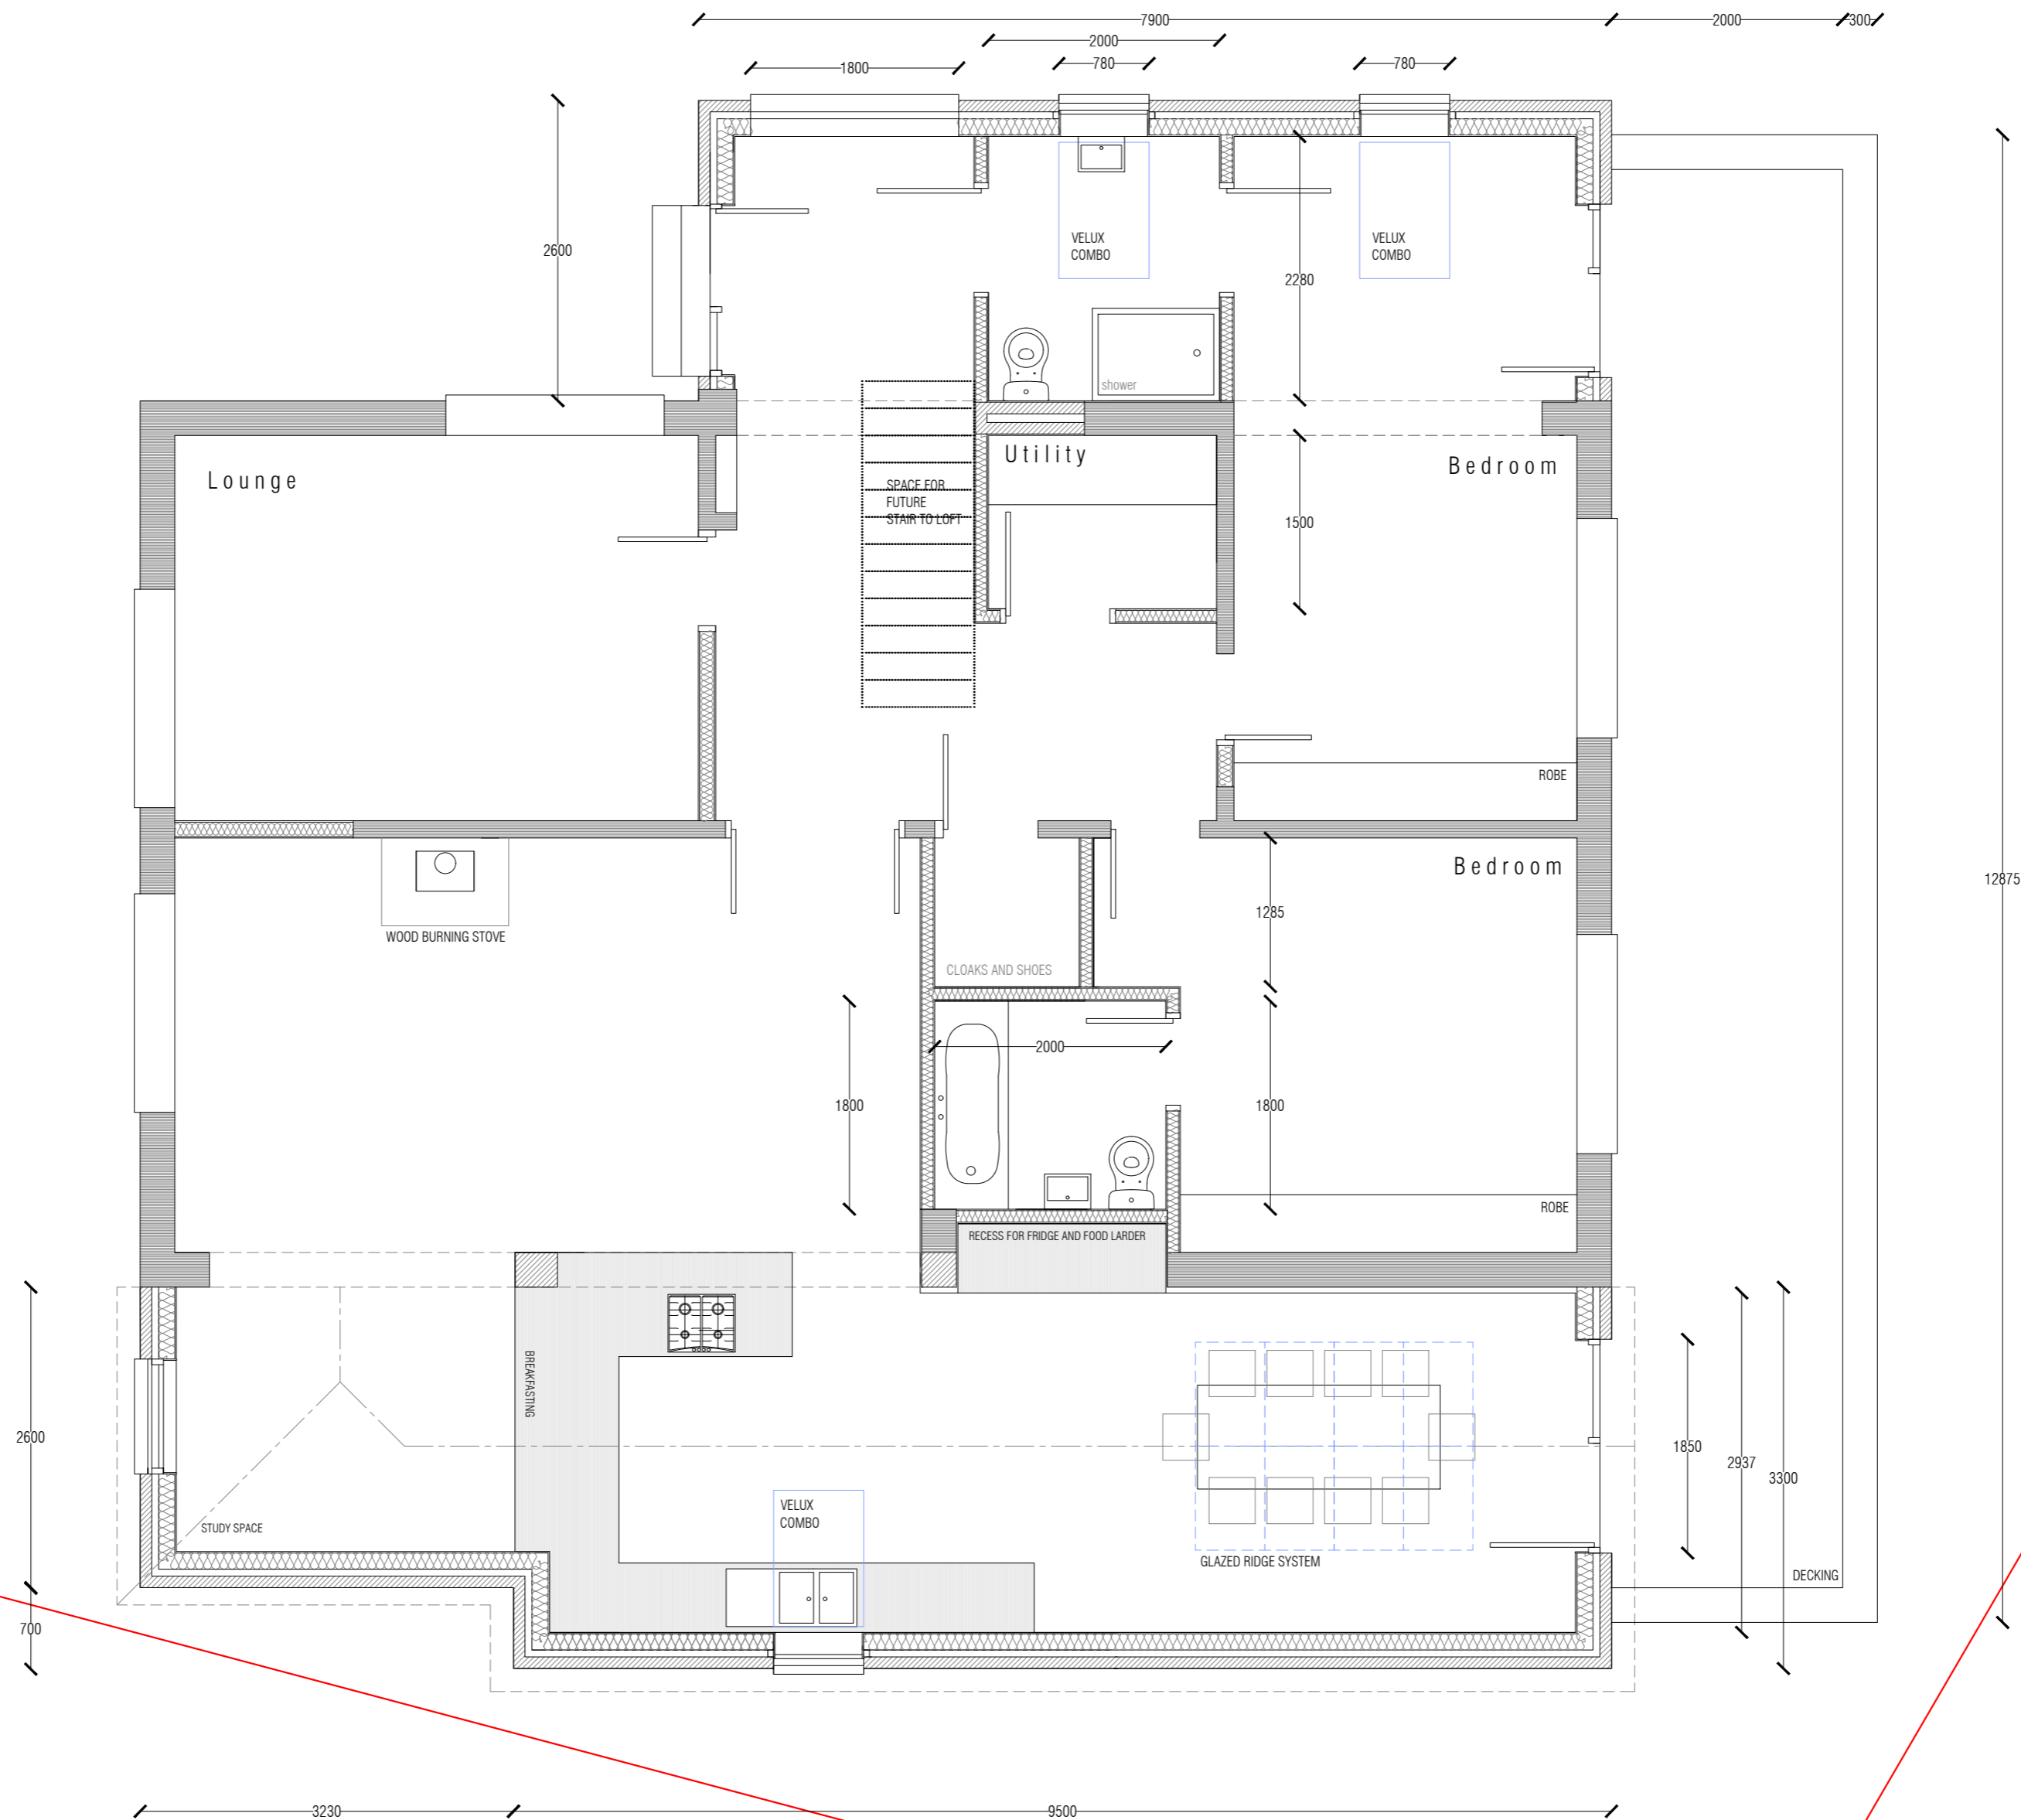 7900
2000
300
2000
780
780
1800
2600
VELUX
COMBO
VELUX
COMBO
2280
shower
Lounge
Utility
Bedroom
SPACE FOR
FUTURE
STAIR TO LOFT
1500
ROBE
12875
Bedroom
1285
WOOD BURNING STOVE
CLOAKS AND SHOES
2000
1800
1800
ROBE
RECESS FOR FRIDGE AND FOOD LARDER
BREAKFASTING
2600
1850
2937
3300
VELUX
COMBO
STUDY SPACE
GLAZED RIDGE SYSTEM
DECKING
700
3230
9500